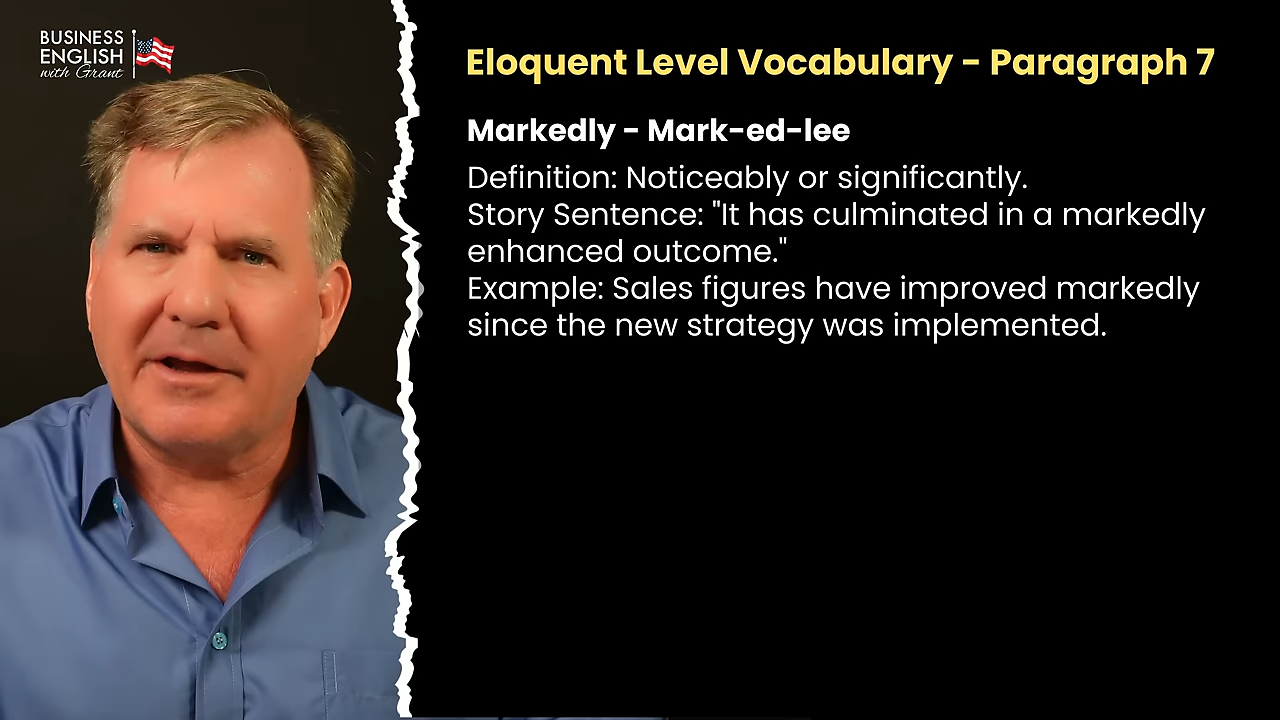 BUSINESS
ENGLISH
with Grant
Eloquent Level Vocabulary - Paragraph 7
Markedly - Mark-ed-lee
Definition: Noticeably or significantly.
Story Sentence: "It has culminated in a markedly
enhanced outcome."
Example: Sales figures have improved markedly
since the new strategy was implemented.